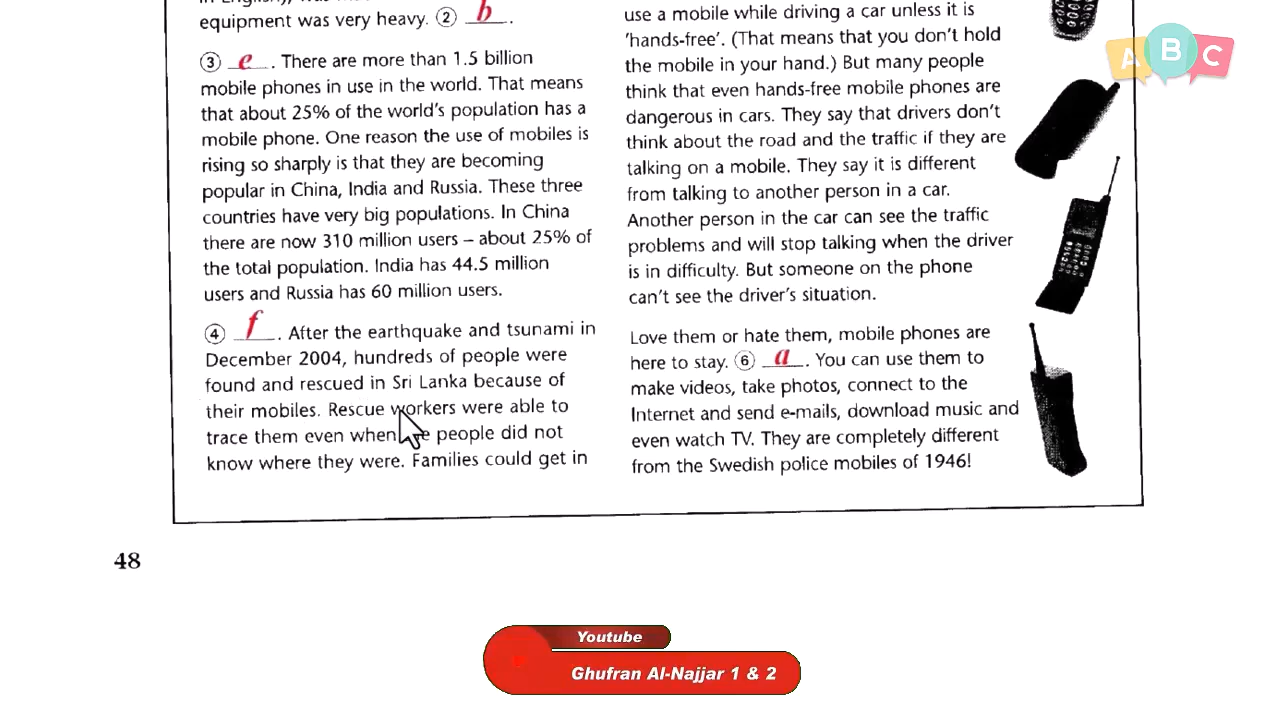 equipment was very heavy. ② b .
③ e . There are more than 1.5 billion
mobile phones in use in the world. That means
that about 25% of the world's population has a
mobile phone. One reason the use of mobiles is
rising so sharply is that they are becoming
popular in China, India and Russia. These three
countries have very big populations. In China
there are now 310 million users – about 25% of
the total population. India has 44.5 million
users and Russia has 60 million users.
④ f . After the earthquake and tsunami in
December 2004, hundreds of people were
found and rescued in Sri Lanka because of
their mobiles. Rescue workers were able to
trace them even when people did not
know where they were. Families could get in
use a mobile while driving a car unless it is
'hands-free'. (That means that you don't hold
the mobile in your hand.) But many people
think that even hands-free mobile phones are
dangerous in cars. They say that drivers don't
think about the road and the traffic if they are
talking on a mobile. They say it is different
from talking to another person in a car.
Another person in the car can see the traffic
problems and will stop talking when the driver
is in difficulty. But someone on the phone
can't see the driver's situation.
Love them or hate them, mobile phones are
here to stay. ⑥ a . You can use them to
make videos, take photos, connect to the
Internet and send e-mails, download music and
even watch TV. They are completely different
from the Swedish police mobiles of 1946!
48
A B C
Youtube
Ghufran Al-Najjar 1 & 2